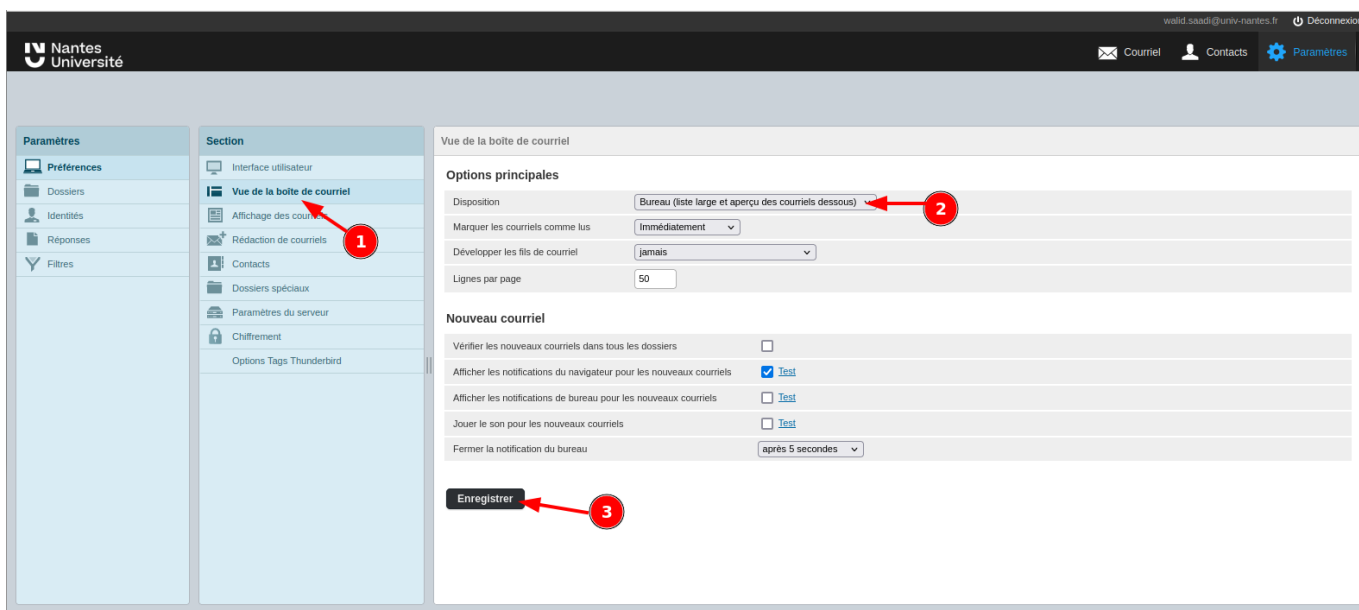 walid.saadi@univ-nantes.fr Déconnexion
Nantes
Université
Courriel Contacts Paramètres
Paramètres
Préférences
Dossiers
Identités
Réponses
Filtres
Section
Interface utilisateur
Vue de la boîte de courriel
Affichage des courriels
Rédaction de courriels
Contacts
Dossiers spéciaux
Paramètres du serveur
Chiffrement
Options Tags Thunderbird
1
Vue de la boîte de courriel
Options principales
Disposition Bureau (liste large et aperçu des courriels dessous)
2
Marquer les courriels comme lus Immédiatement
Développer les fils de courriel jamais
Lignes par page 50
Nouveau courriel
Vérifier les nouveaux courriels dans tous les dossiers
Afficher les notifications du navigateur pour les nouveaux courriels Test
Afficher les notifications de bureau pour les nouveaux courriels Test
Jouer le son pour les nouveaux courriels Test
Fermer la notification du bureau après 5 secondes
Enregistrer
3